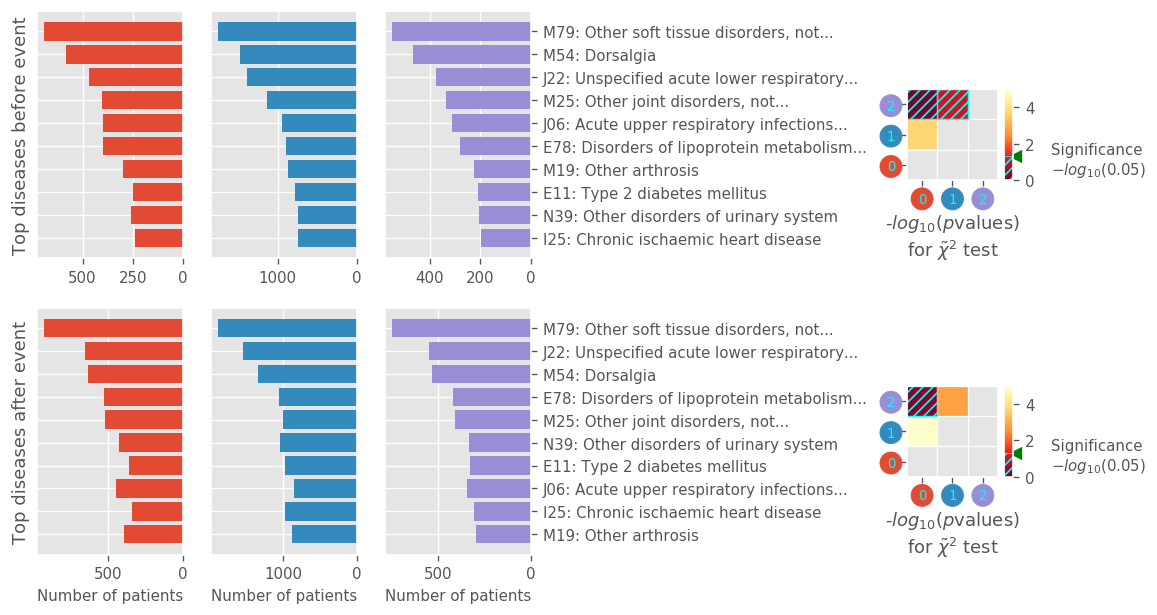 Top diseases before event
M79: Other soft tissue disorders, not...
M54: Dorsalgia
J22: Unspecified acute lower respiratory...
M25: Other joint disorders, not...
J06: Acute upper respiratory infections...
E78: Disorders of lipoprotein metabolism...
M19: Other arthrosis
E11: Type 2 diabetes mellitus
N39: Other disorders of urinary system
I25: Chronic ischaemic heart disease
500 250 0
1000 0
400 200 0
2
1
0
0 1 2
4
2
0
Significance
−log₁₀(0.05)
-log₁₀(pvalues)
for χ̃² test
Top diseases after event
M79: Other soft tissue disorders, not...
J22: Unspecified acute lower respiratory...
M54: Dorsalgia
E78: Disorders of lipoprotein metabolism...
M25: Other joint disorders, not...
N39: Other disorders of urinary system
E11: Type 2 diabetes mellitus
J06: Acute upper respiratory infections...
I25: Chronic ischaemic heart disease
M19: Other arthrosis
500 0
1000 0
500 0
Number of patients
Number of patients
Number of patients
2
1
0
0 1 2
4
2
0
Significance
−log₁₀(0.05)
-log₁₀(pvalues)
for χ̃² test